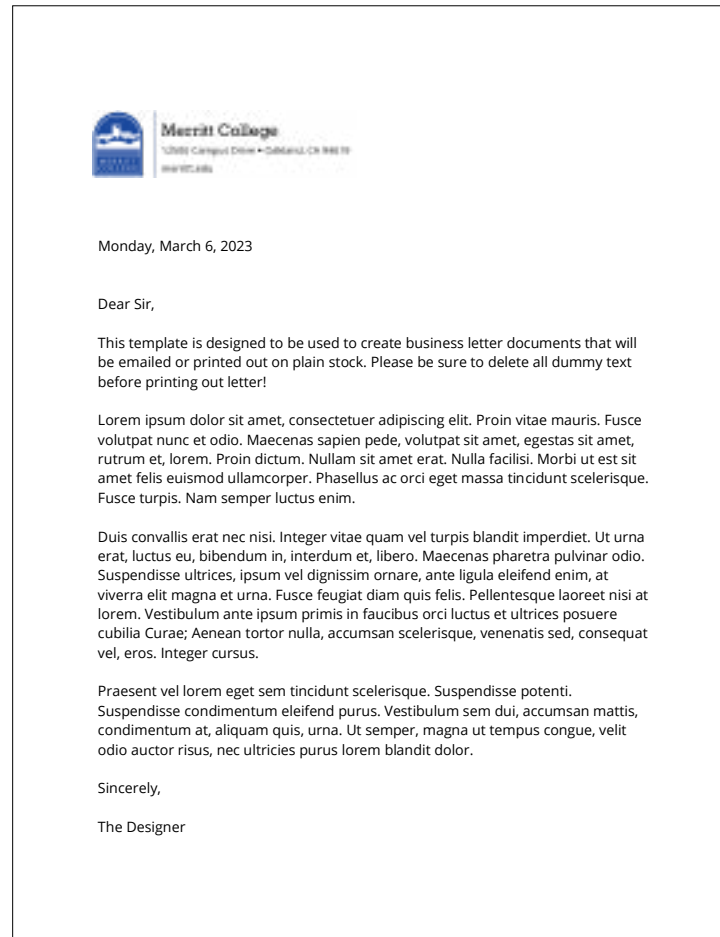 Merritt College
12500 Campus Drive • Oakland, CA 94619
merritt.edu
MERRITT
COLLEGE
Monday, March 6, 2023
Dear Sir,
This template is designed to be used to create business letter documents that will
be emailed or printed out on plain stock. Please be sure to delete all dummy text
before printing out letter!
Lorem ipsum dolor sit amet, consectetuer adipiscing elit. Proin vitae mauris. Fusce
volutpat nunc et odio. Maecenas sapien pede, volutpat sit amet, egestas sit amet,
rutrum et, lorem. Proin dictum. Nullam sit amet erat. Nulla facilisi. Morbi ut est sit
amet felis euismod ullamcorper. Phasellus ac orci eget massa tincidunt scelerisque.
Fusce turpis. Nam semper luctus enim.
Duis convallis erat nec nisi. Integer vitae quam vel turpis blandit imperdiet. Ut urna
erat, luctus eu, bibendum in, interdum et, libero. Maecenas pharetra pulvinar odio.
Suspendisse ultrices, ipsum vel dignissim ornare, ante ligula eleifend enim, at
viverra elit magna et urna. Fusce feugiat diam quis felis. Pellentesque laoreet nisi at
lorem. Vestibulum ante ipsum primis in faucibus orci luctus et ultrices posuere
cubilia Curae; Aenean tortor nulla, accumsan scelerisque, venenatis sed, consequat
vel, eros. Integer cursus.
Praesent vel lorem eget sem tincidunt scelerisque. Suspendisse potenti.
Suspendisse condimentum eleifend purus. Vestibulum sem dui, accumsan mattis,
condimentum at, aliquam quis, urna. Ut semper, magna ut tempus congue, velit
odio auctor risus, nec ultricies purus lorem blandit dolor.
Sincerely,
The Designer